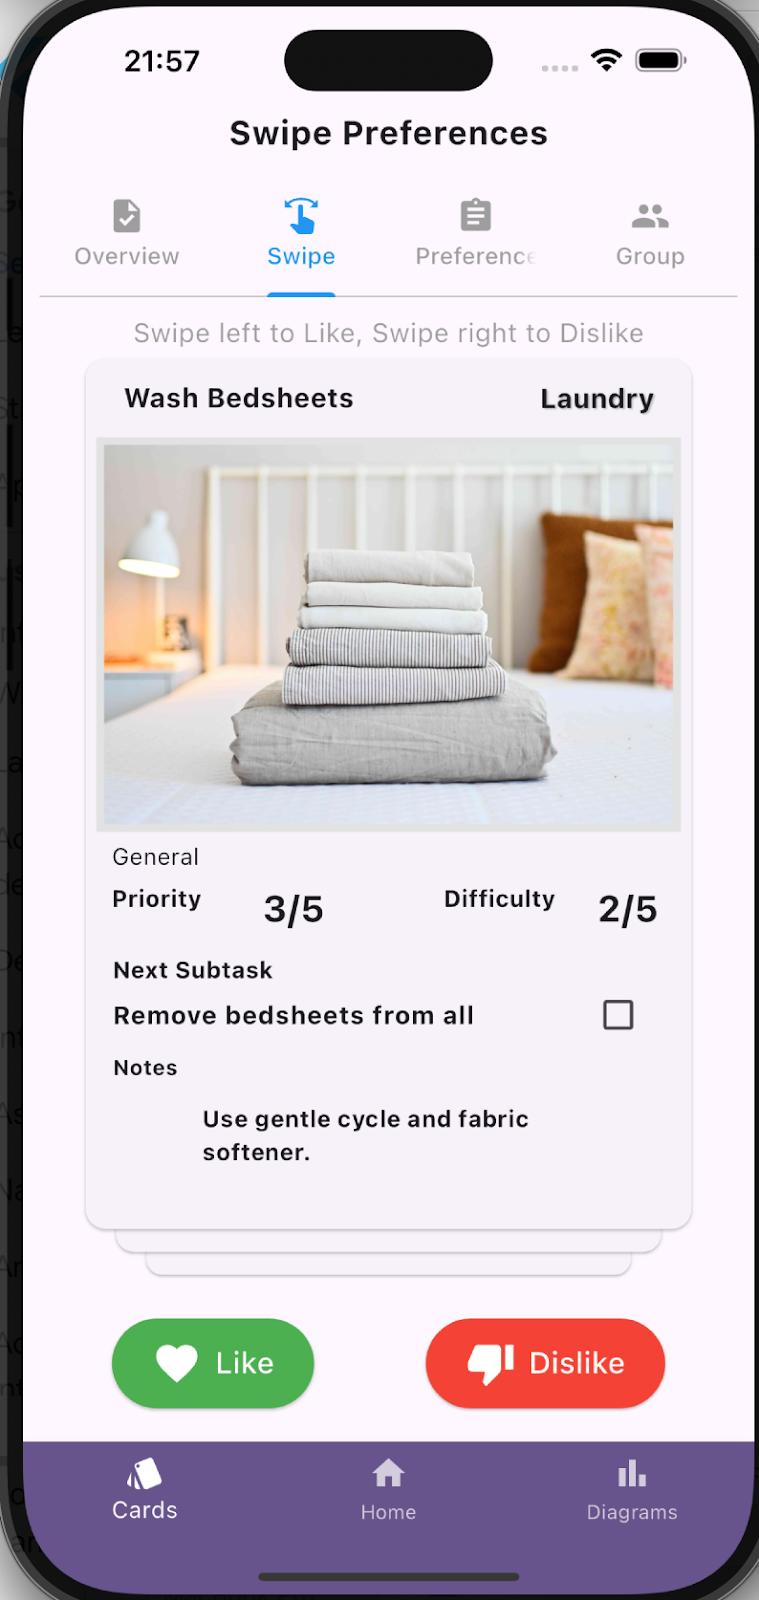 21:57
Swipe Preferences
Overview
Swipe
Preference
Group
Swipe left to Like, Swipe right to Dislike
Wash Bedsheets
Laundry
General
Priority
3/5
Difficulty
2/5
Next Subtask
Remove bedsheets from all
Notes
Use gentle cycle and fabric
softener.
Like
Dislike
Cards
Home
Diagrams